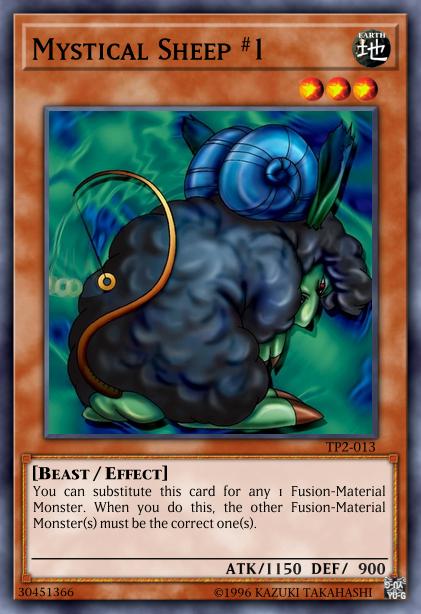 Mystical Sheep #1
EARTH
地
TP2-013
[Beast / Effect]
You can substitute this card for any 1 Fusion-Material
Monster. When you do this, the other Fusion-Material
Monster(s) must be the correct one(s).
ATK/1150 DEF/ 900
30451366
©1996 KAZUKI TAKAHASHI